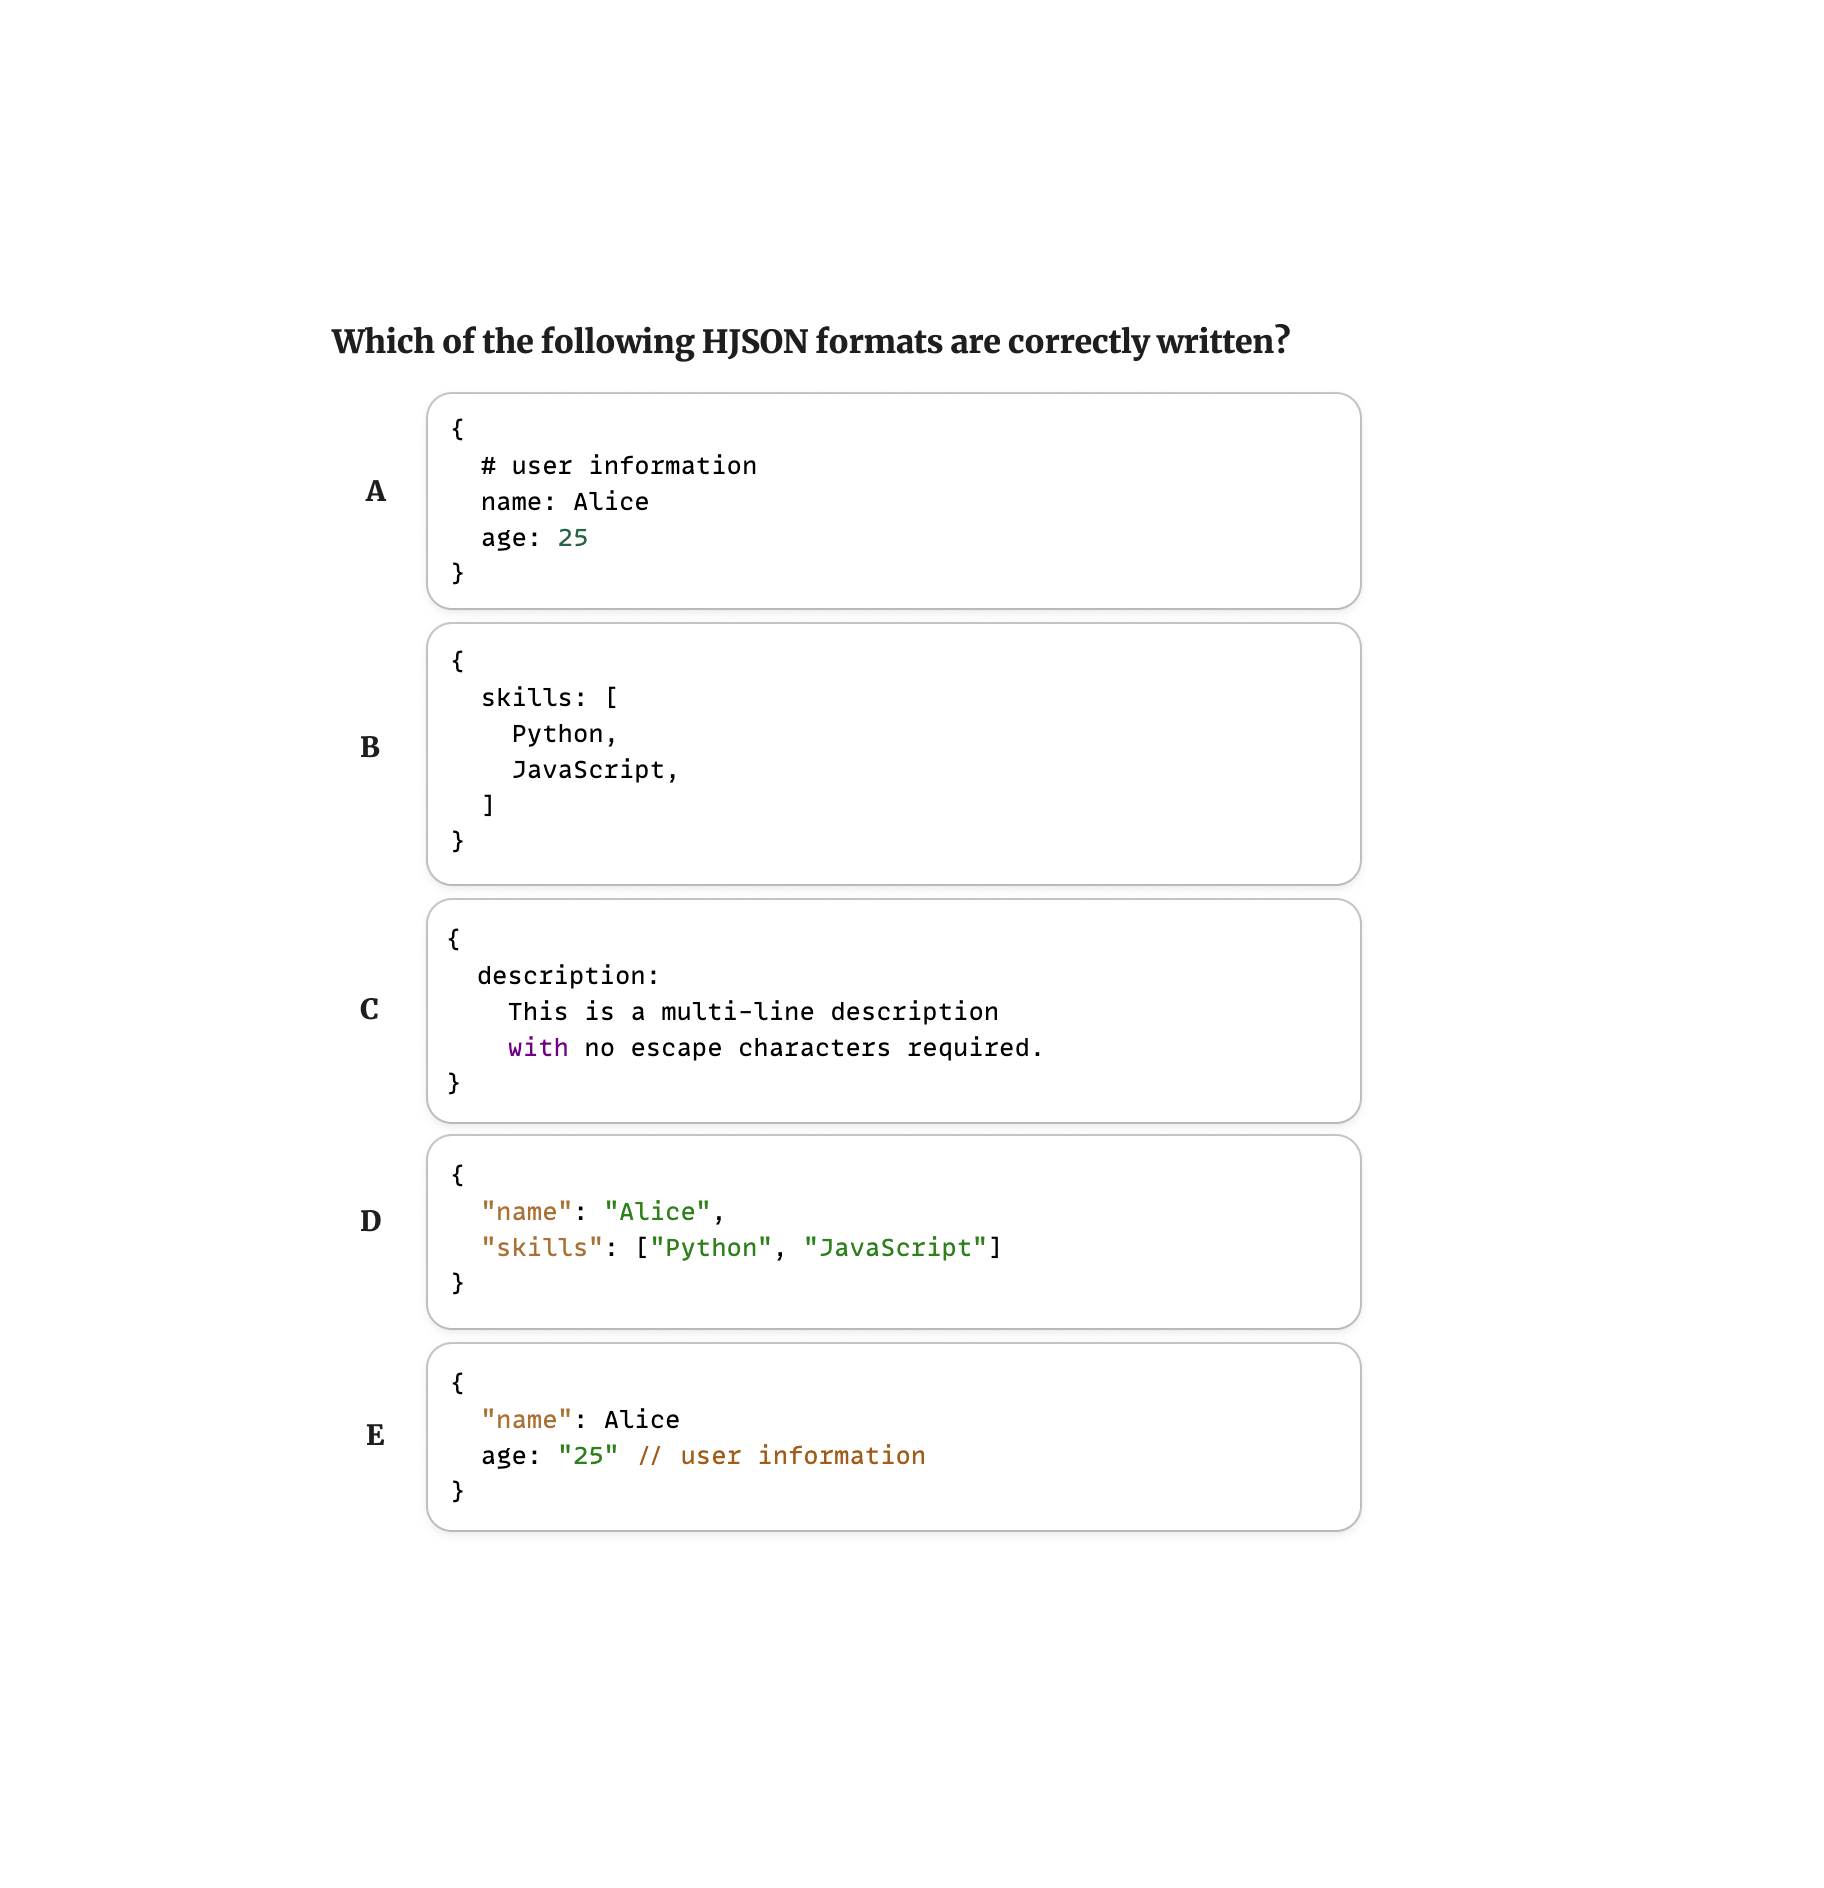 Which of the following HJSON formats are correctly written?
A
{
  # user information
  name: Alice
  age: 25
}
B
{
  skills: [
    Python,
    JavaScript,
  ]
}
C
{
  description:
    This is a multi-line description
    with no escape characters required.
}
D
{
  "name": "Alice",
  "skills": ["Python", "JavaScript"]
}
E
{
  "name": Alice
  age: "25" // user information
}